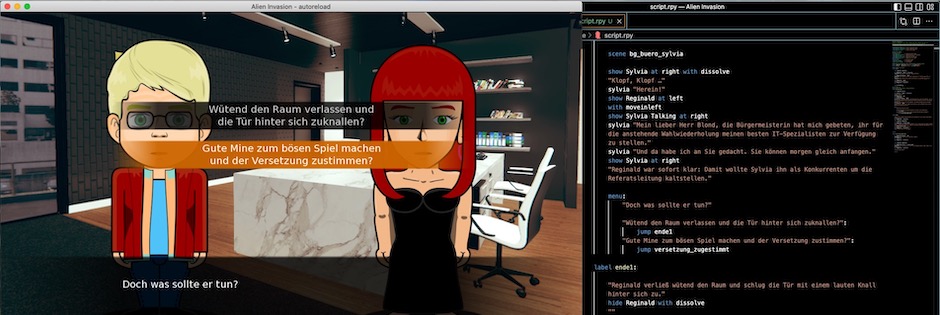 Alien Invasion - autoreload
Wütend den Raum verlassen und
die Tür hinter sich zuknallen?
Gute Mine zum bösen Spiel machen
und der Versetzung zustimmen?
Doch was sollte er tun?
script.rpy — Alien Invasion
cript.rpy U ×
script.rpy
scene bg_buero_sylvia
show Sylvia at right with dissolve
"Klopf, Klopf …"
sylvia "Herein!"
show Reginald at left
with moveinleft
show Sylvia Talking at right
sylvia "Mein lieber Herr Blond, die Bürgermeisterin hat mich gebeten, ihr für
die anstehende Wahlwiederholung meinen besten IT-Spezialisten zur Verfügung
zu stellen."
sylvia "Und da habe ich an Sie gedacht. Sie können morgen gleich anfangen."
show Sylvia at right
"Reginald war sofort klar: Damit wollte Sylvia ihn als Konkurrenten um die
Referatsleitung kaltstellen."
menu:
"Doch was sollte er tun?"
"Wütend den Raum verlassen und die Tür hinter sich zuknallen?":
jump ende1
"Gute Mine zum bösen Spiel machen und der Versetzung zustimmen?":
jump versetzung_zugestimmt
label ende1:
"Reginald verließ wütend den Raum und schlug die Tür mit einem lauten Knall
hinter sich zu."
hide Reginald with dissolve
""